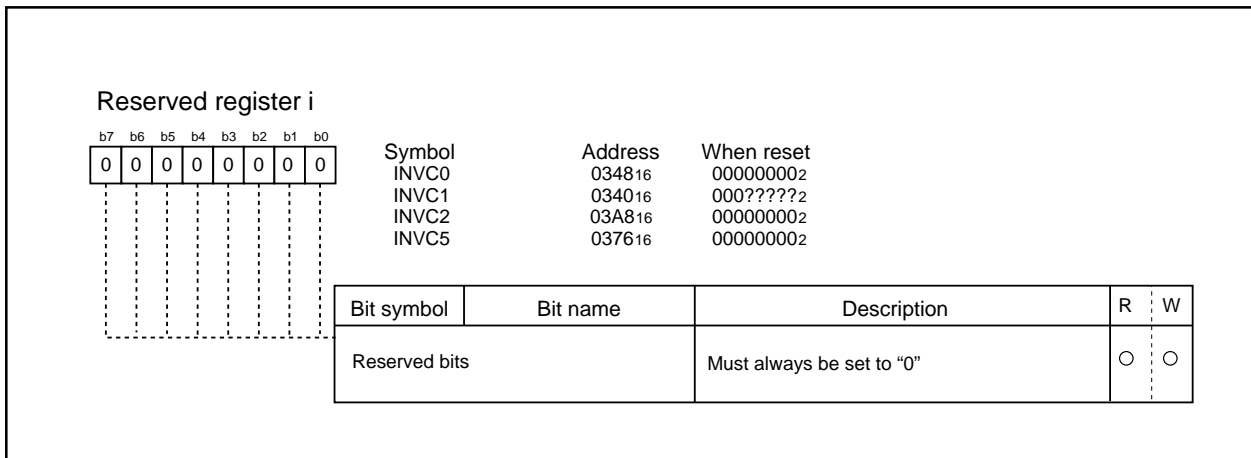 Reserved register i
b7 b6 b5 b4 b3 b2 b1 b0
0 0 0 0 0 0 0 0
Symbol Address When reset
INVC0 034816 000000002
INVC1 034016 000?????2
INVC2 03A816 000000002
INVC5 037616 000000002
Bit symbol Bit name Description R W
Reserved bits Must always be set to “0” ○ ○